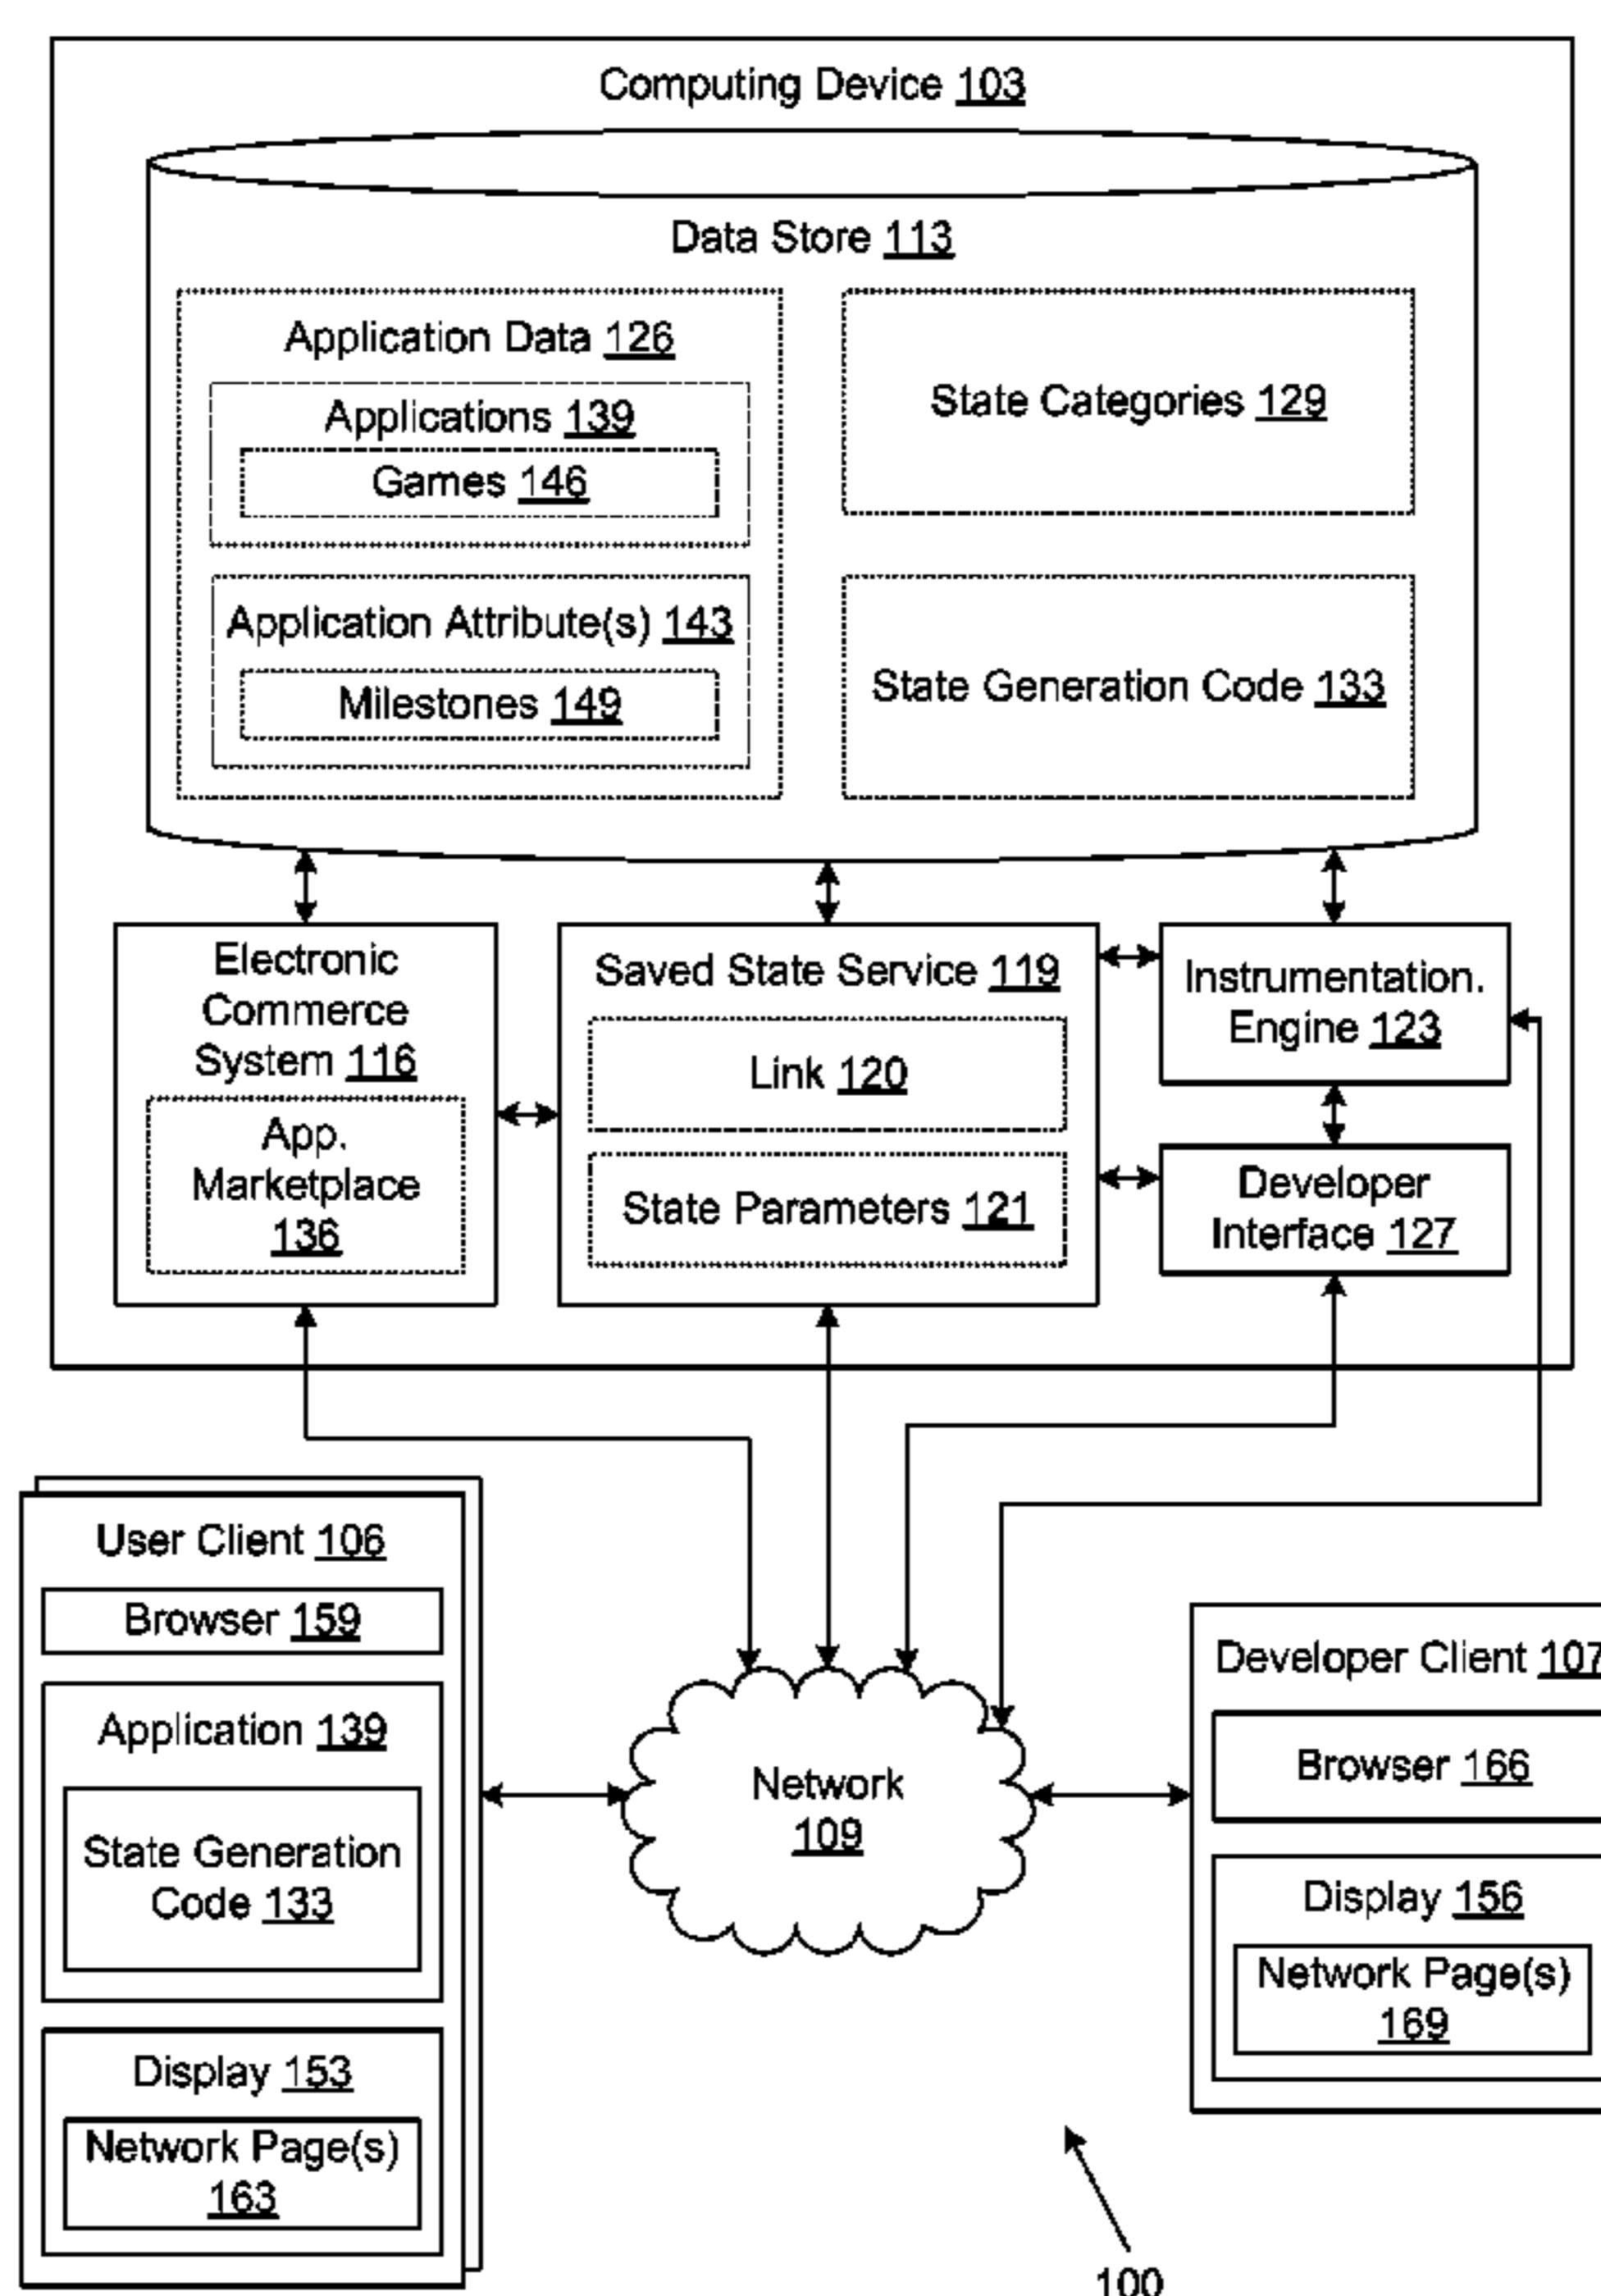 Computing Device 103
Data Store 113
Application Data 126
Applications 139
Games 146
Application Attribute(s) 143
Milestones 149
State Categories 129
State Generation Code 133
Electronic
Commerce
System 116
App.
Marketplace
136
Saved State Service 119
Link 120
State Parameters 121
Instrumentation.
Engine 123
Developer
Interface 127
User Client 106
Browser 159
Application 139
State Generation
Code 133
Display 153
Network Page(s)
163
Network
109
Developer Client 107
Browser 166
Display 156
Network Page(s)
169
100